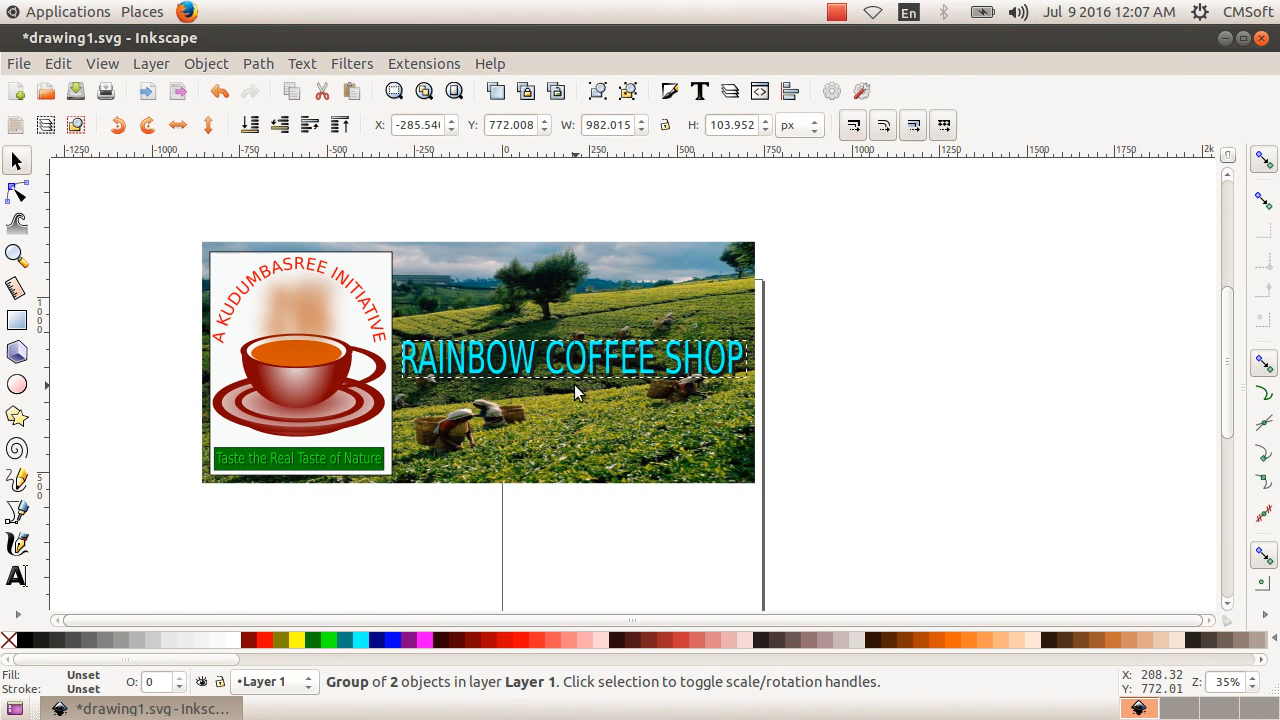 Applications Places En Jul 9 2016 12:07 AM CMSoft
*drawing1.svg - Inkscape
File Edit View Layer Object Path Text Filters Extensions Help
X: -285.54 Y: 772.008 W: 982.015 H: 103.952 px
-1250 -1000 -750 -500 -250 0 250 500 750 1000 1250 1500 1750 2k
1000
500
A KUDUMBASREE INITIATIVE
RAINBOW COFFEE SHOP
Taste the Real Taste of Nature
A
Fill: Unset O: 0 •Layer 1 Group of 2 objects in layer Layer 1. Click selection to toggle scale/rotation handles. X: 208.32 Z: 35%
Stroke: Unset Y: 772.01
*drawing1.svg - Inksc...